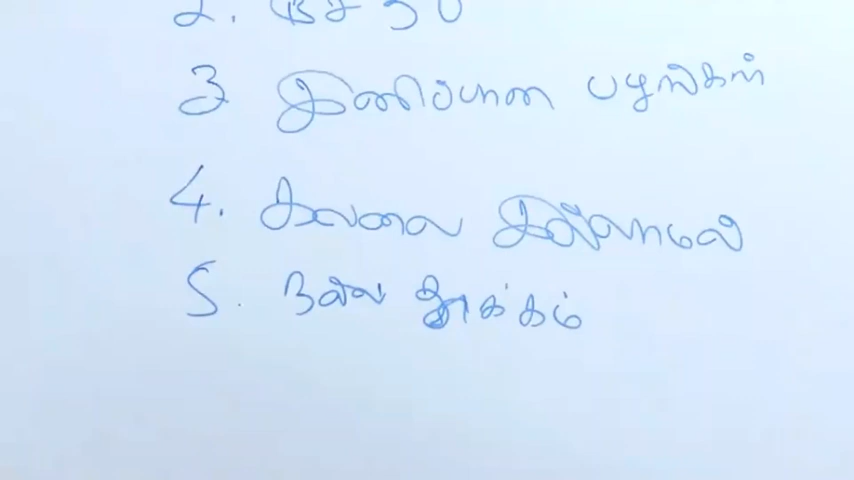 3 இனிப்பான பழங்கள்
4. கவலை இல்லாமல்
5. நல்ல தூக்கம்